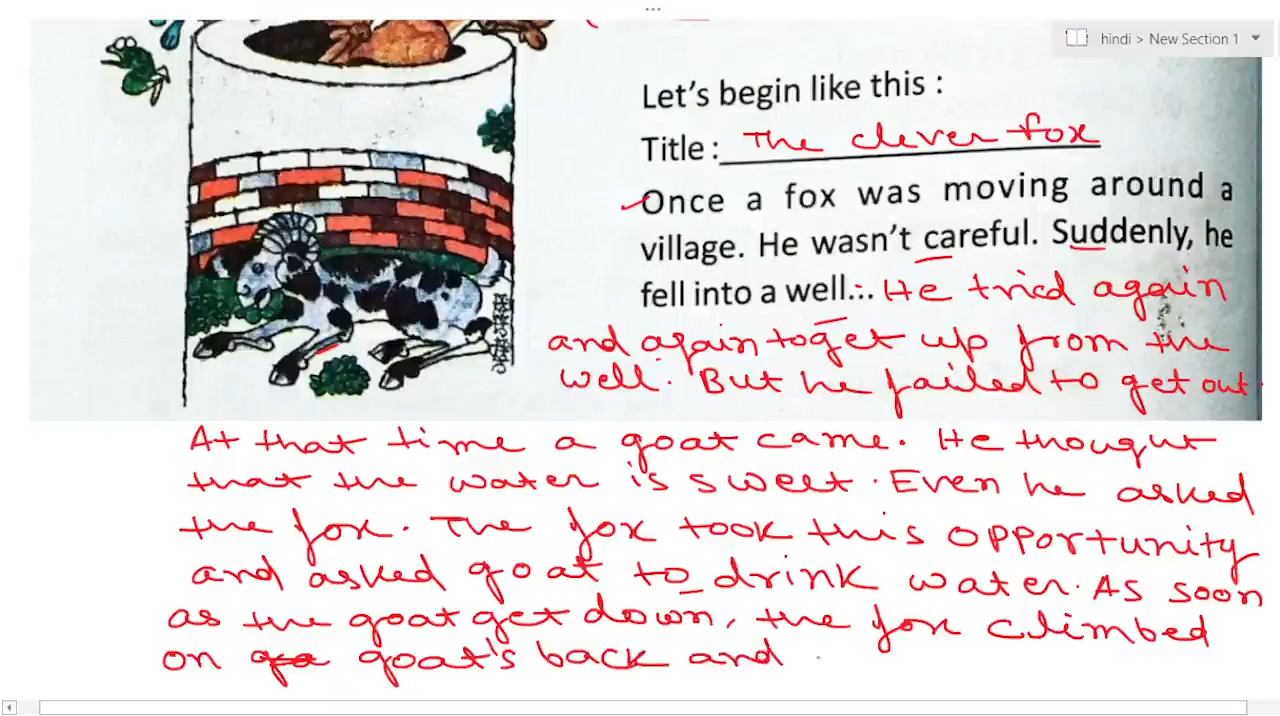 ...
hindi > New Section 1
Let's begin like this :
Title : The clever fox
Once a fox was moving around a
village. He wasn't careful. Suddenly, he
fell into a well... He tried again
and again to get up from the
well. But he failed to get out.
At that time a goat came. He thought
that the water is sweet. Even he asked
the fox. The fox took this opportunity
and asked goat to drink water. As soon
as the goat get down, the fox climbed
on goat's back and